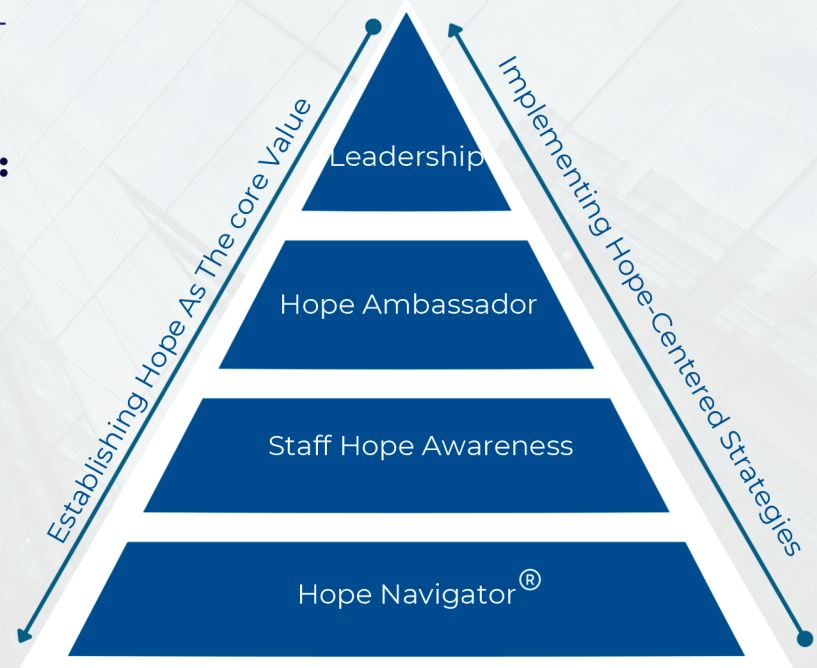 :
Establishing Hope As The core Value
Implementing Hope-Centered Strategies
Leadership
Hope Ambassador
Staff Hope Awareness
Hope Navigator®